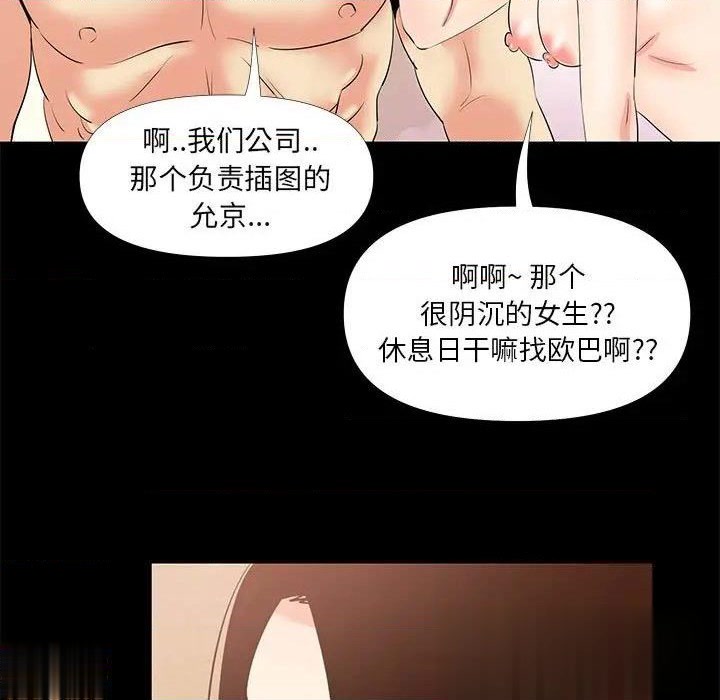 啊..我们公司..
那个负责插图的
允京...
啊啊~ 那个
很阴沉的女生??
休息日干嘛找欧巴啊??